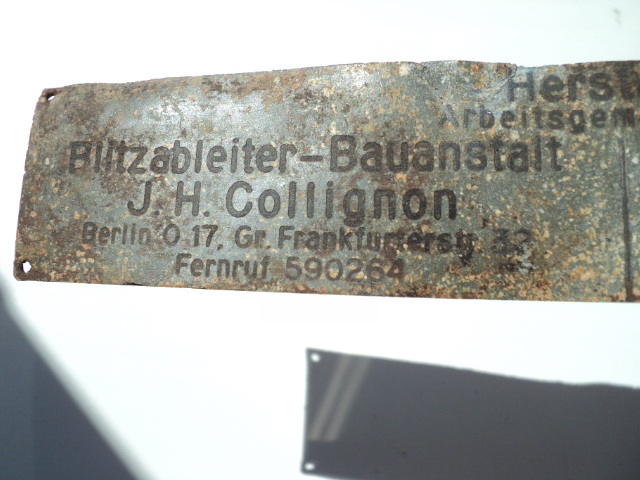 Herst
Arbeitsgem
Blitzableiter-Bauanstalt
J. H. Collignon
Berlin O 17, Gr. Frankfurterstr. 32
Fernruf 590264